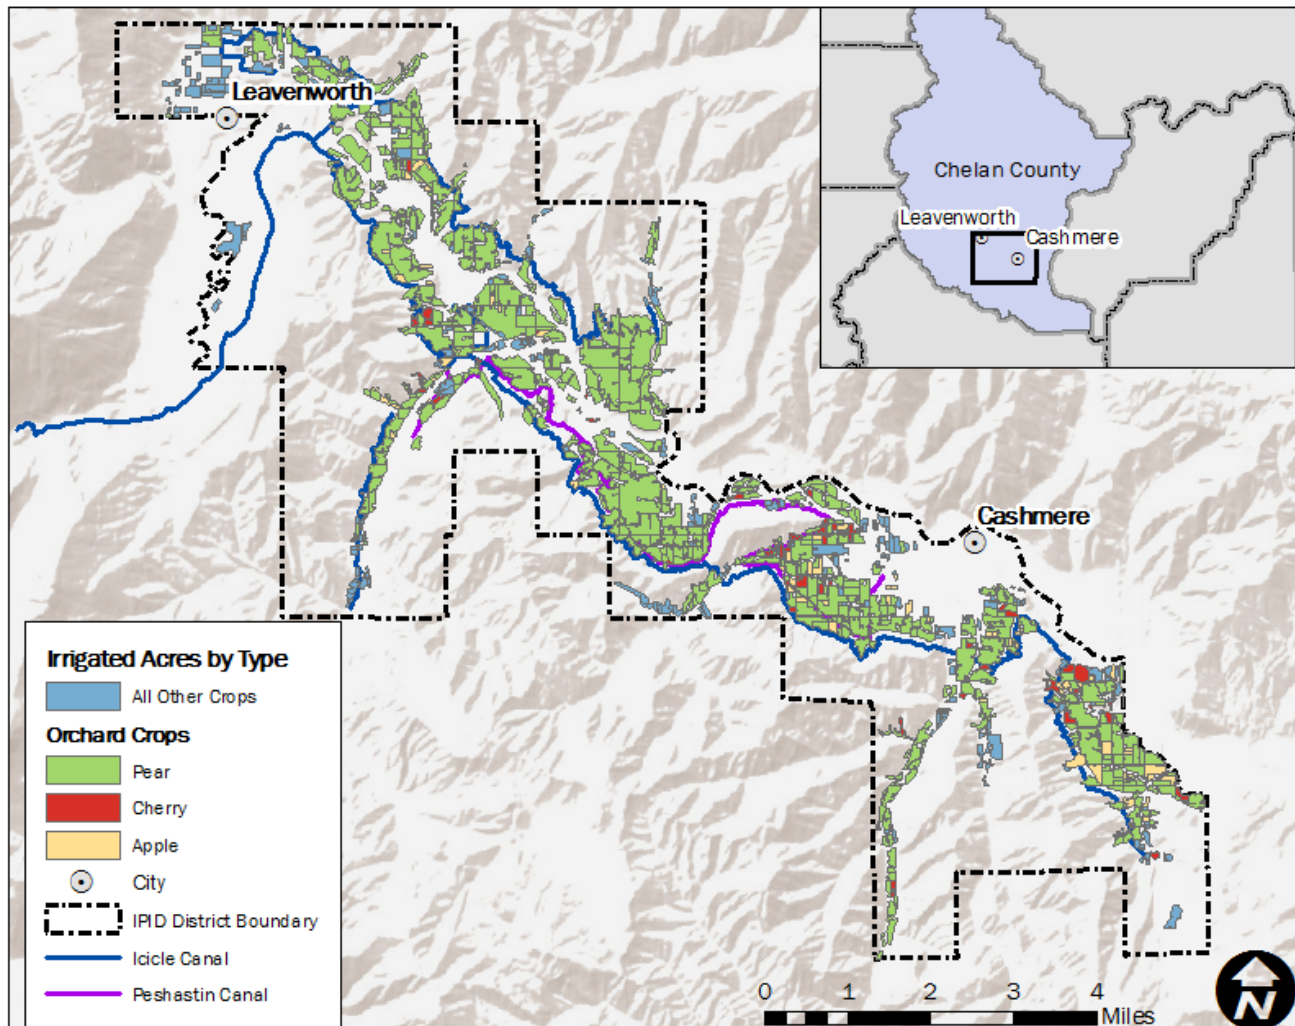 Leavenworth
Chelan County
Leavenworth
Cashmere
Cashmere
Irrigated Acres by Type
All Other Crops
Orchard Crops
Pear
Cherry
Apple
City
IPID District Boundary
Icicle Canal
Peshastin Canal
0 1 2 3 4
Miles
N